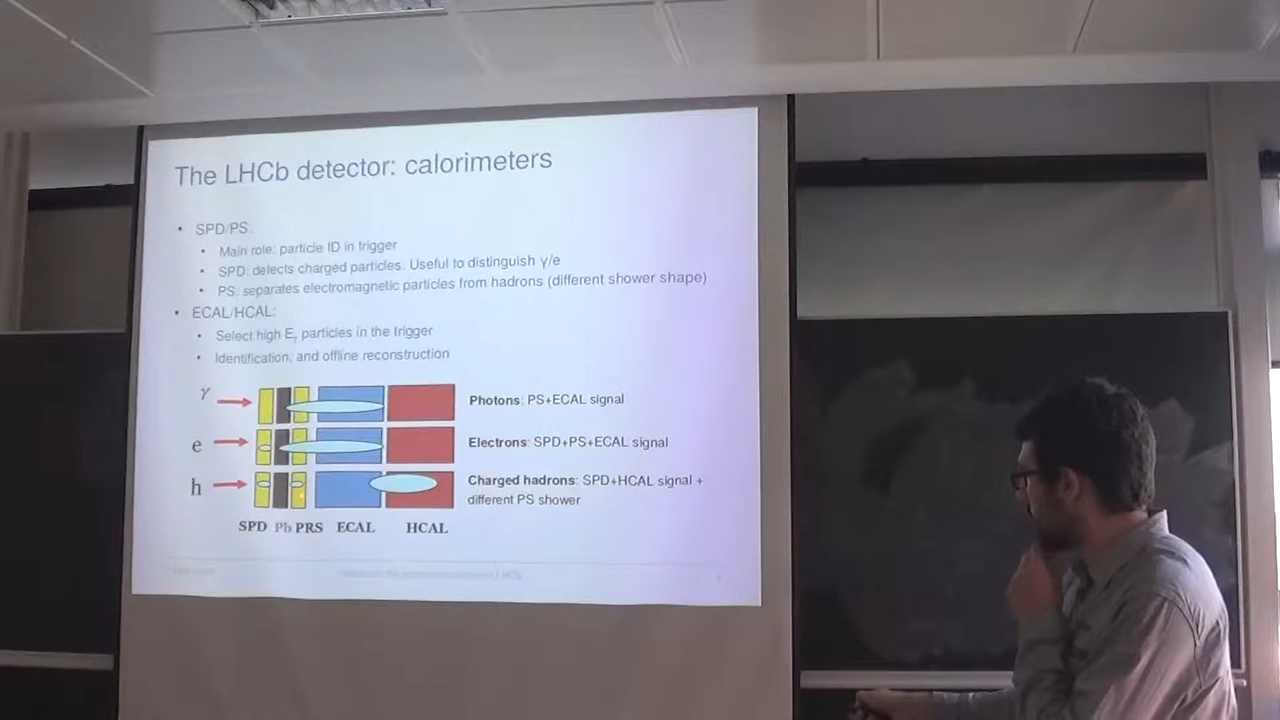 The LHCb detector: calorimeters
• SPD/PS:
• Main role: particle ID in trigger
• SPD: detects charged particles. Useful to distinguish γ/e
• PS: separates electromagnetic particles from hadrons (different shower shape)
• ECAL/HCAL:
• Select high E_T particles in the trigger
• Identification, and offline reconstruction
γ
Photons: PS+ECAL signal
e
Electrons: SPD+PS+ECAL signal
h
Charged hadrons: SPD+HCAL signal +
different PS shower
SPD Pb PRS ECAL HCAL